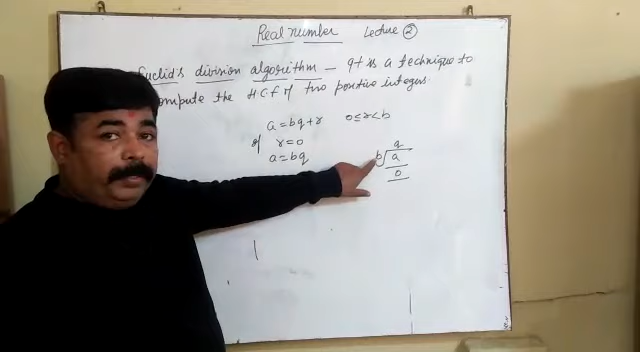 Real number Lecture 2
Euclid's division algorithm - It is a technique to
compute the H.C.F of two positive integers.
a = bq + r 0 ≤ r < b
if r = 0
a = bq
q
b a
0